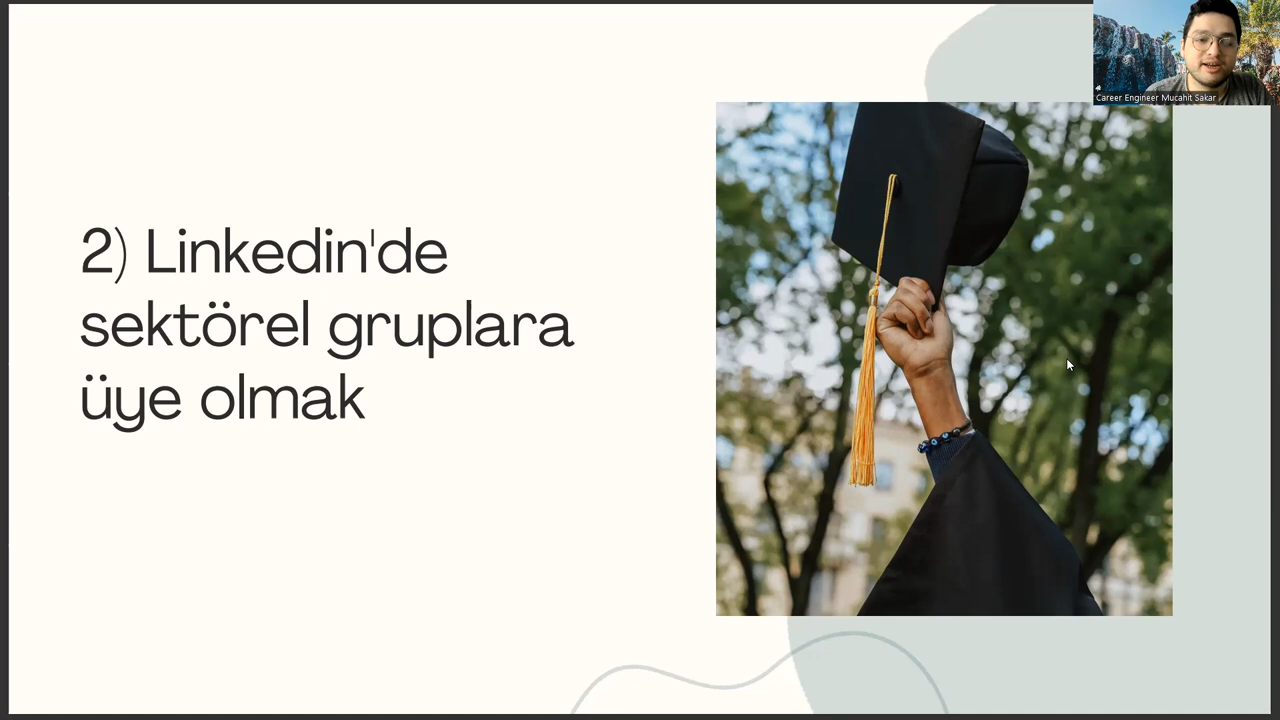 2) Linkedin'de
sektörel gruplara
üye olmak
Career Engineer Mucahit Sakar